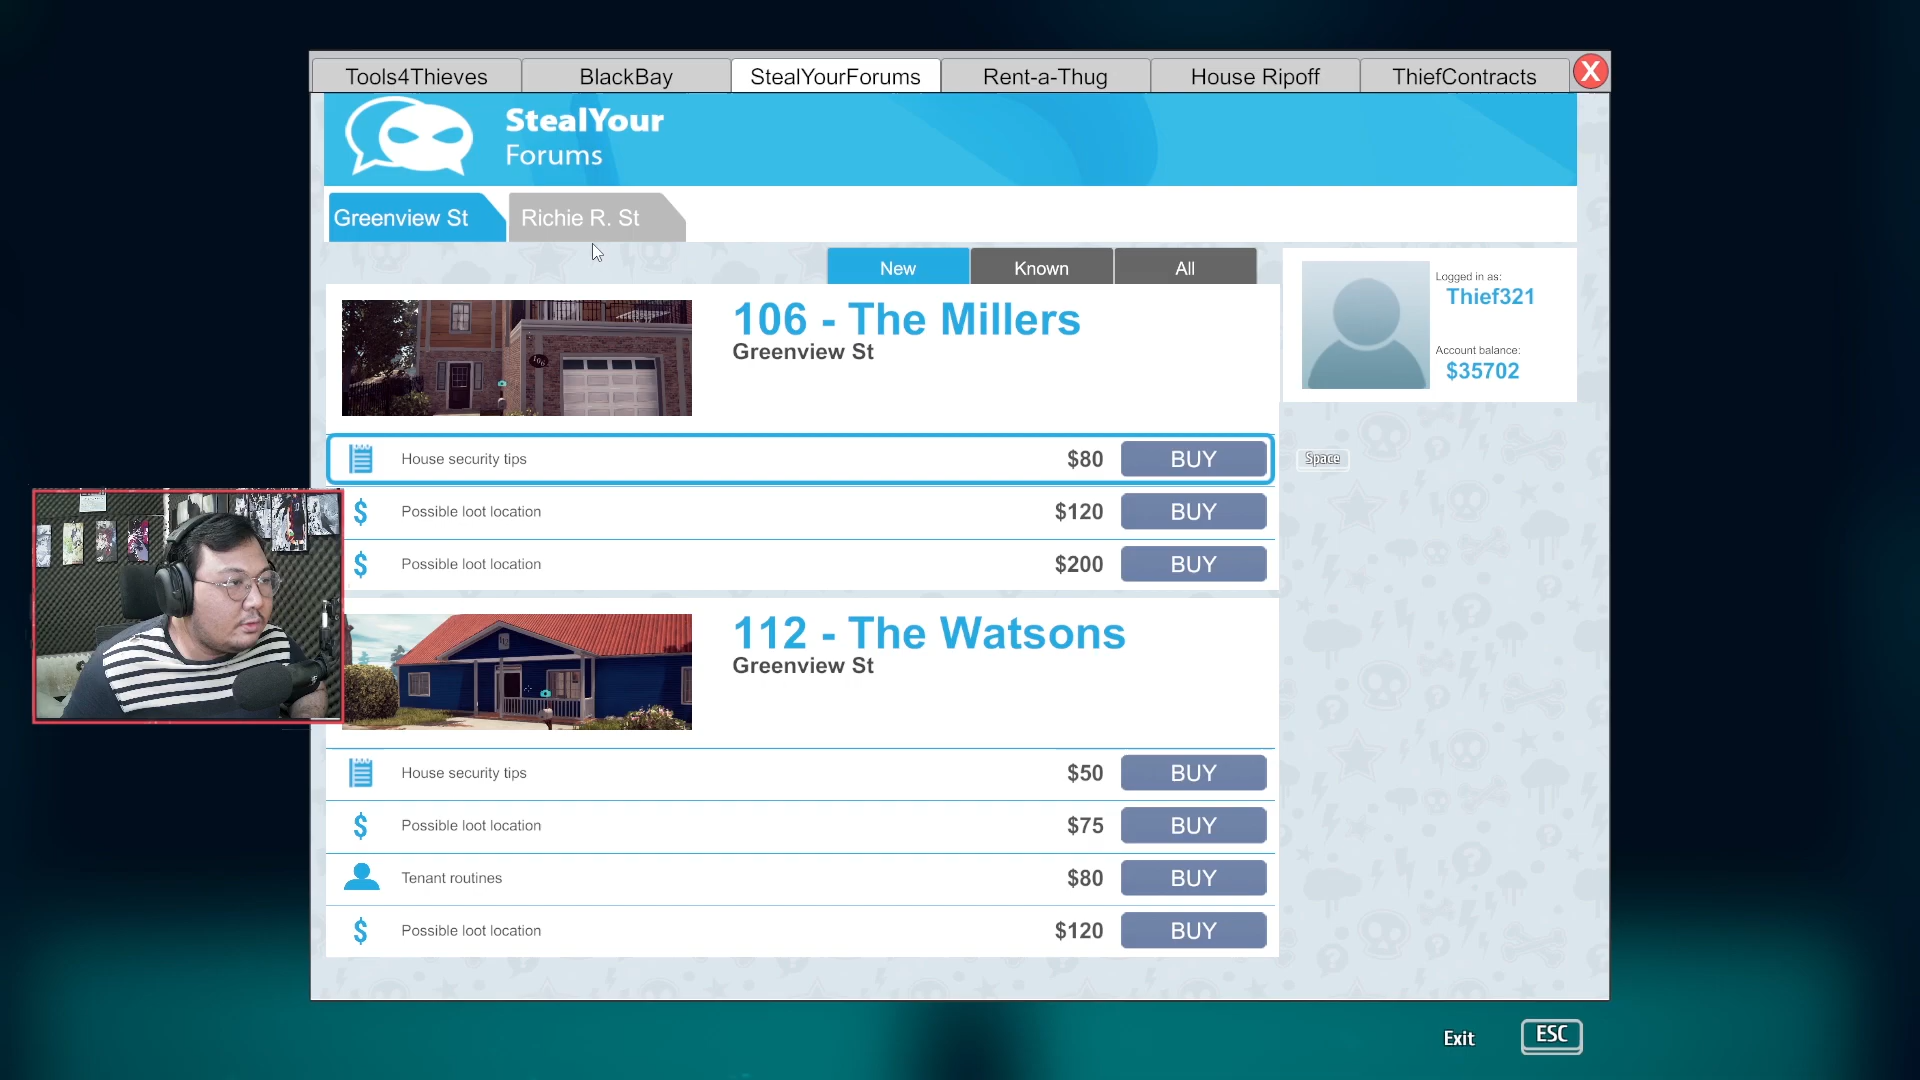 Tools4Thieves
BlackBay
StealYourForums
Rent-a-Thug
House Ripoff
ThiefContracts
X
StealYour
Forums
Greenview St
Richie R. St
New
Known
All
Logged in as:
Thief321
Account balance:
$35702
106 - The Millers
Greenview St
House security tips
$80
BUY
Space
Possible loot location
$120
BUY
Possible loot location
$200
BUY
112 - The Watsons
Greenview St
House security tips
$50
BUY
Possible loot location
$75
BUY
Tenant routines
$80
BUY
Possible loot location
$120
BUY
Exit
ESC